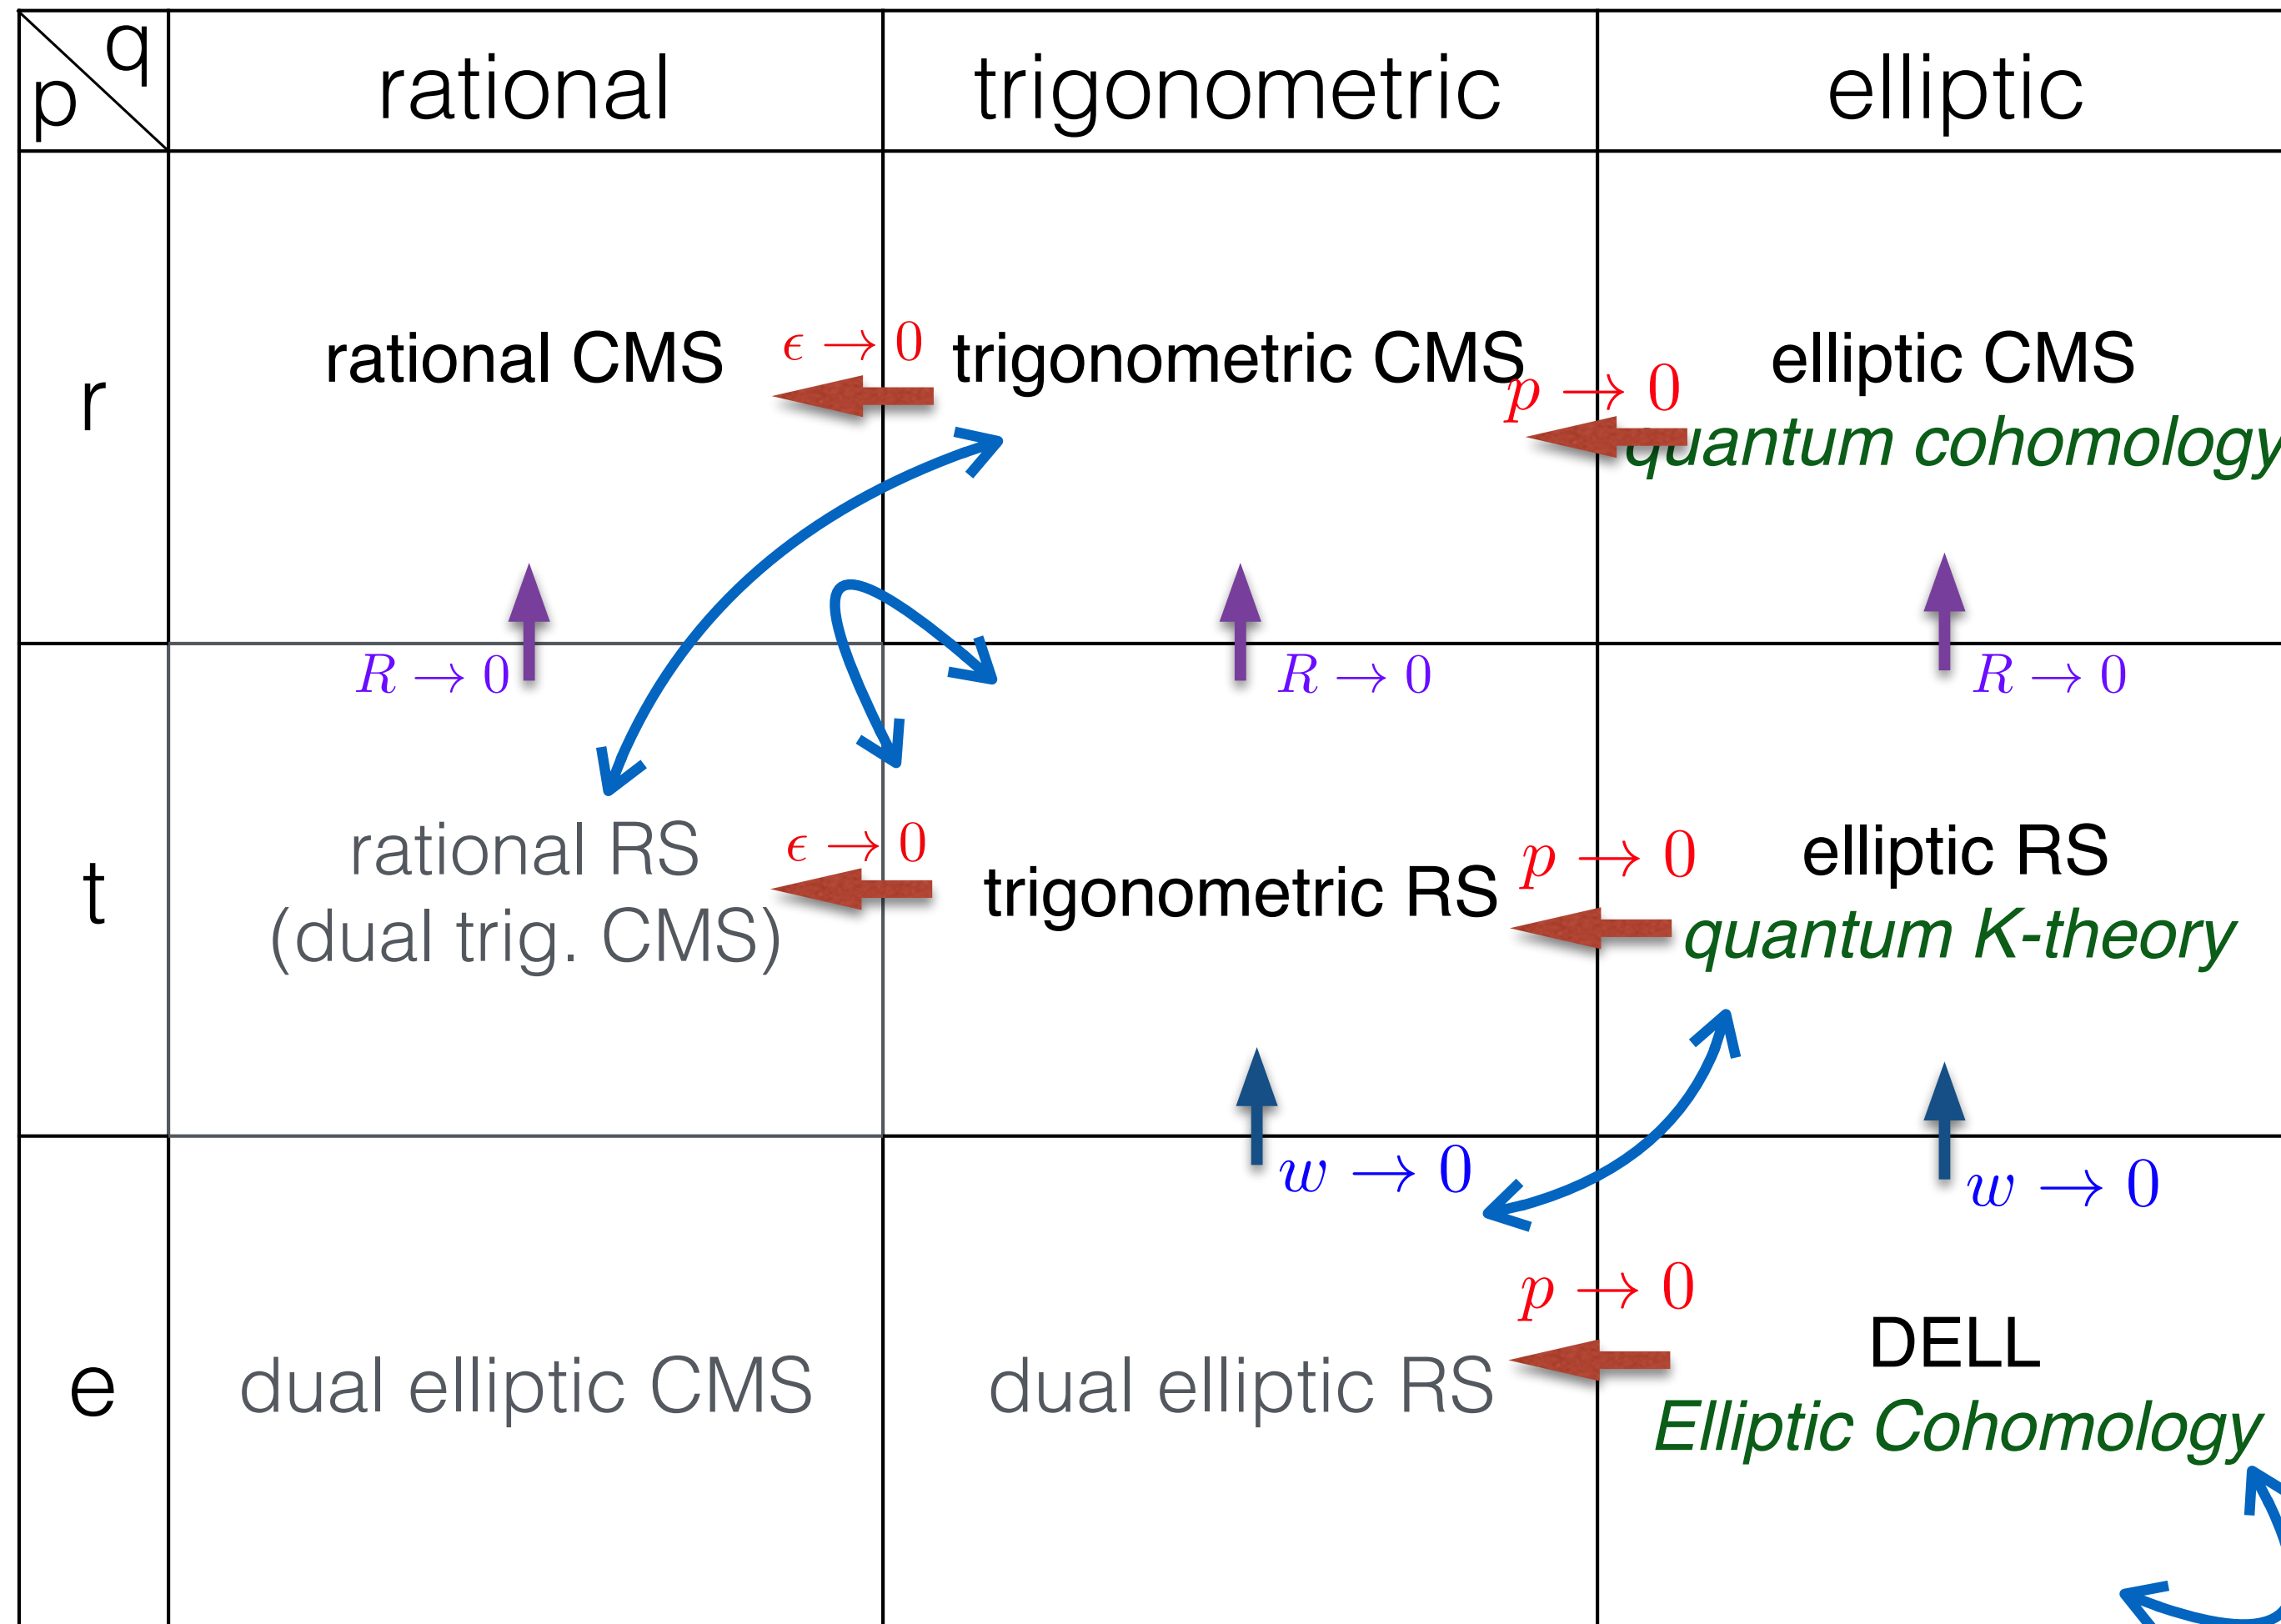 q
p
rational
trigonometric
elliptic
r
rational CMS
ϵ → 0
trigonometric CMS
p → 0
elliptic CMS
quantum cohomology
R → 0
R → 0
R → 0
t
rational RS
(dual trig. CMS)
ϵ → 0
trigonometric RS
p → 0
elliptic RS
quantum K-theory
w → 0
w → 0
e
dual elliptic CMS
dual elliptic RS
p → 0
DELL
Elliptic Cohomology